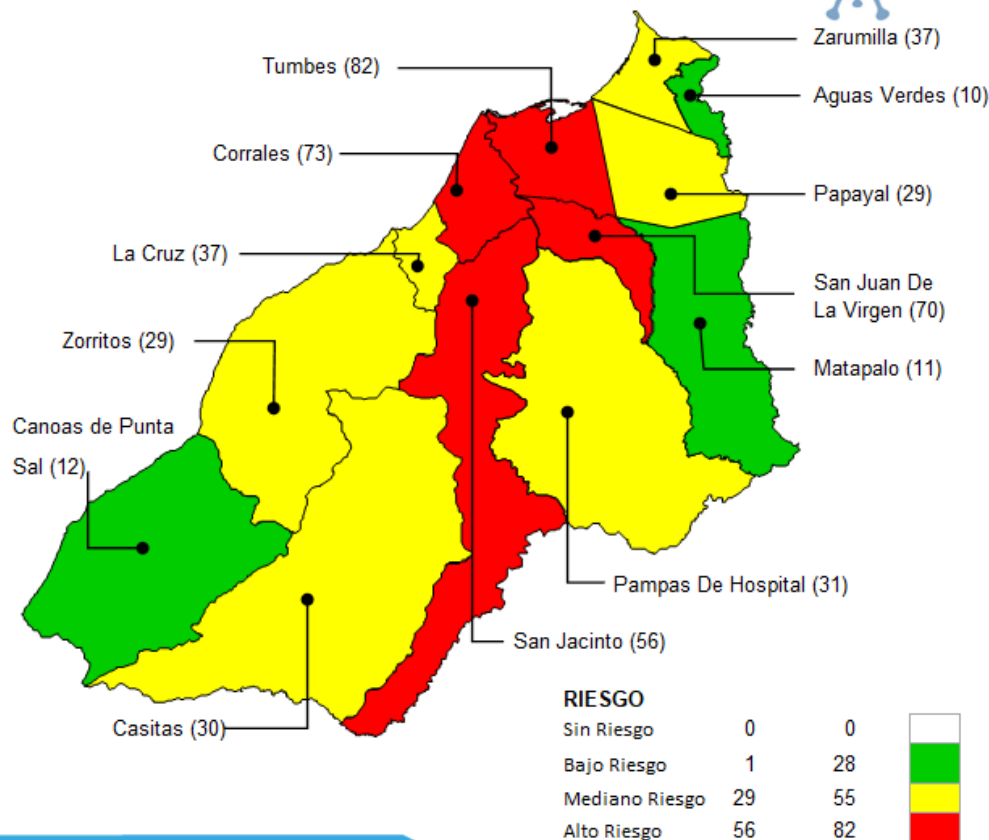 Zarumilla (37)
Tumbes (82)
Aguas Verdes (10)
Corrales (73)
Papayal (29)
La Cruz (37)
San Juan De
La Virgen (70)
Zorritos (29)
Matapalo (11)
Canoas de Punta
Sal (12)
Pampas De Hospital (31)
San Jacinto (56)
Casitas (30)
RIESGO
Sin Riesgo 0 0
Bajo Riesgo 1 28
Mediano Riesgo 29 55
Alto Riesgo 56 82